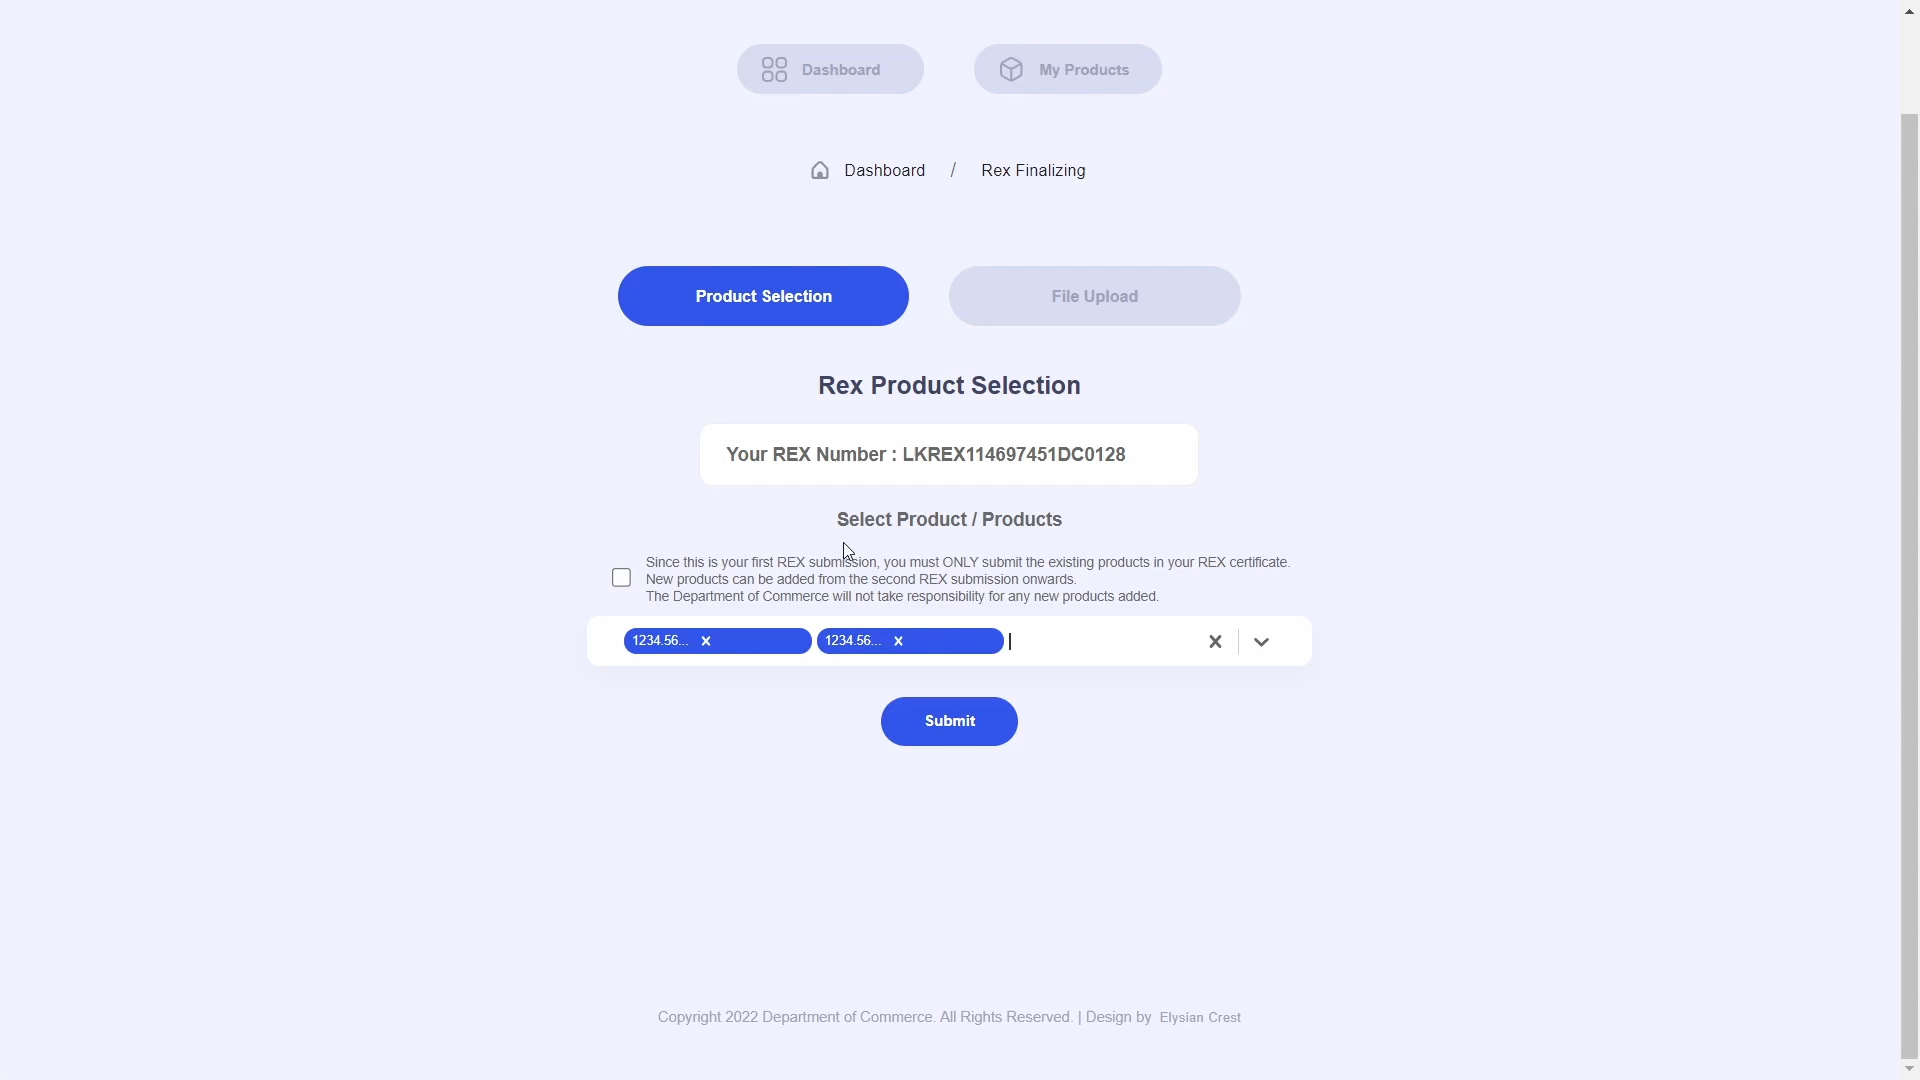 Dashboard
My Products
Dashboard / Rex Finalizing
Product Selection
File Upload
Rex Product Selection
Your REX Number : LKREX114697451DC0128
Select Product / Products
Since this is your first REX submission, you must ONLY submit the existing products in your REX certificate.
New products can be added from the second REX submission onwards.
The Department of Commerce will not take responsibility for any new products added.
1234.56...
1234.56...
Submit
Copyright 2022 Department of Commerce. All Rights Reserved. | Design by Elysian Crest